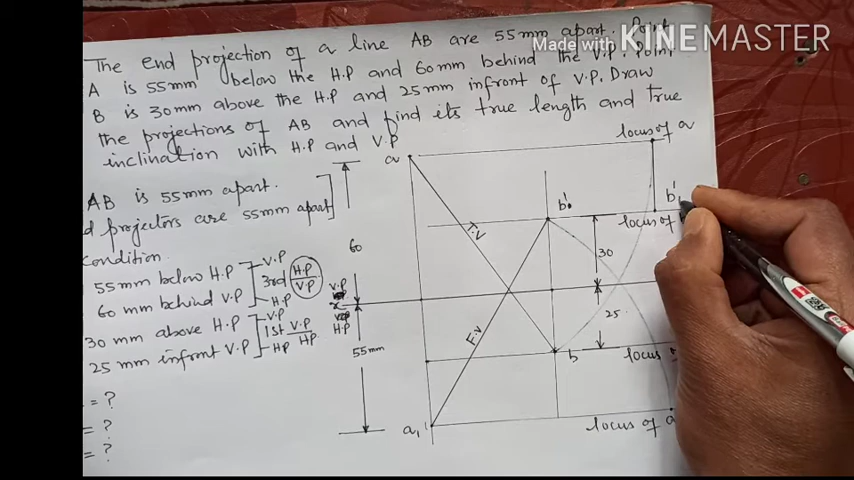 Made with KINEMASTER
The end projection of a line AB are 55mm apart. Point
A is 55mm below the H.P and 60mm behind the V.P. Point
B is 30mm above the H.P and 25mm infront of V.P. Draw
the projections of AB and find its true length and true
inclination with H.P and V.P
AB is 55mm apart.
d projectors are 55mm apart
condition
55mm below H.P
60 mm behind V.P
30 mm above H.P
25 mm infront V.P
V.P
3rd H.P
V.P
H.P
V.P
1st V.P
HP
HP
= ?
= ?
= ?
a
locus of a
b'
b'1
locus of
T.V
60
30
V.P
x
H.P
25
F.V
55mm
b
locus
a1'
locus of a